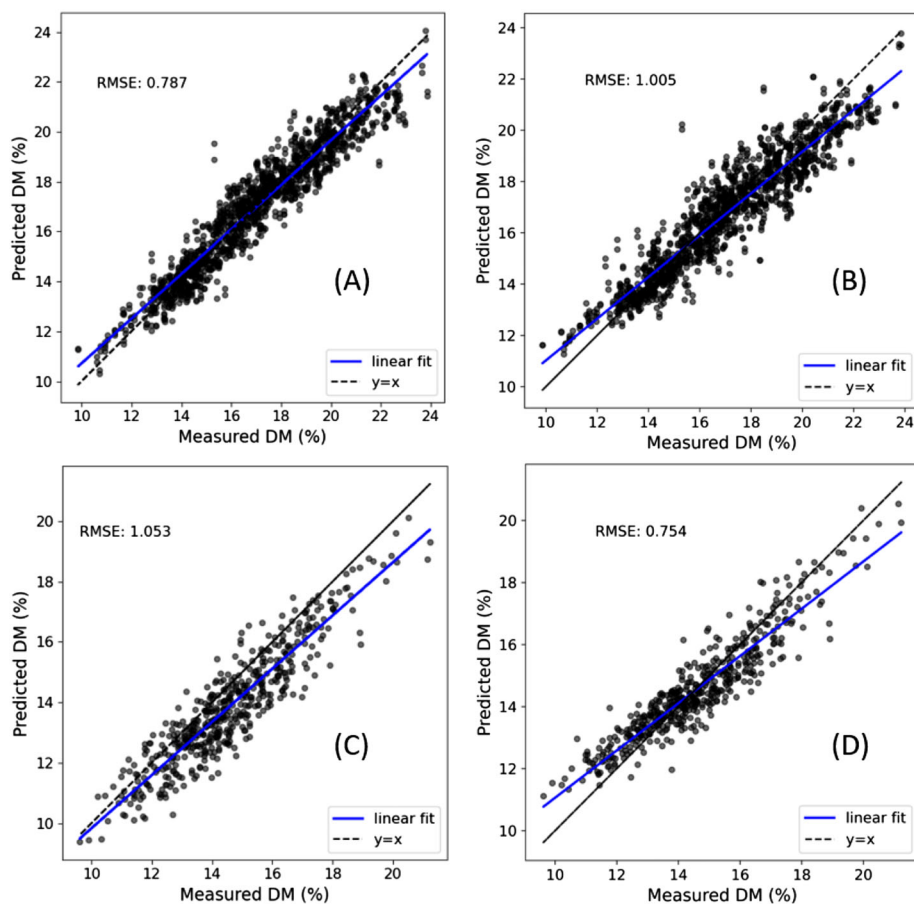 24
22
20
18
16
14
12
10
Predicted DM (%)
RMSE: 0.787
(A)
linear fit
y=x
10 12 14 16 18 20 22 24
Measured DM (%)
24
22
20
18
16
14
12
10
Predicted DM (%)
RMSE: 1.005
(B)
linear fit
y=x
10 12 14 16 18 20 22 24
Measured DM (%)
20
18
16
14
12
10
Predicted DM (%)
RMSE: 1.053
(C)
linear fit
y=x
10 12 14 16 18 20
Measured DM (%)
20
18
16
14
12
10
Predicted DM (%)
RMSE: 0.754
(D)
linear fit
y=x
10 12 14 16 18 20
Measured DM (%)